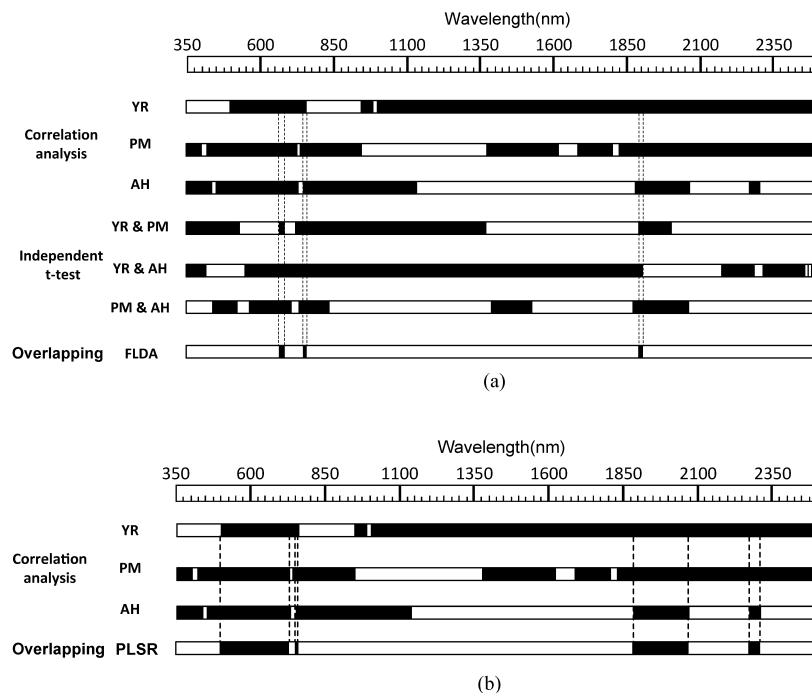 Wavelength(nm)
350 600 850 1100 1350 1600 1850 2100 2350
YR
Correlation analysis
PM
AH
YR & PM
Independent t-test
YR & AH
PM & AH
Overlapping FLDA
(a)
Wavelength(nm)
350 600 850 1100 1350 1600 1850 2100 2350
YR
Correlation analysis
PM
AH
Overlapping PLSR
(b)